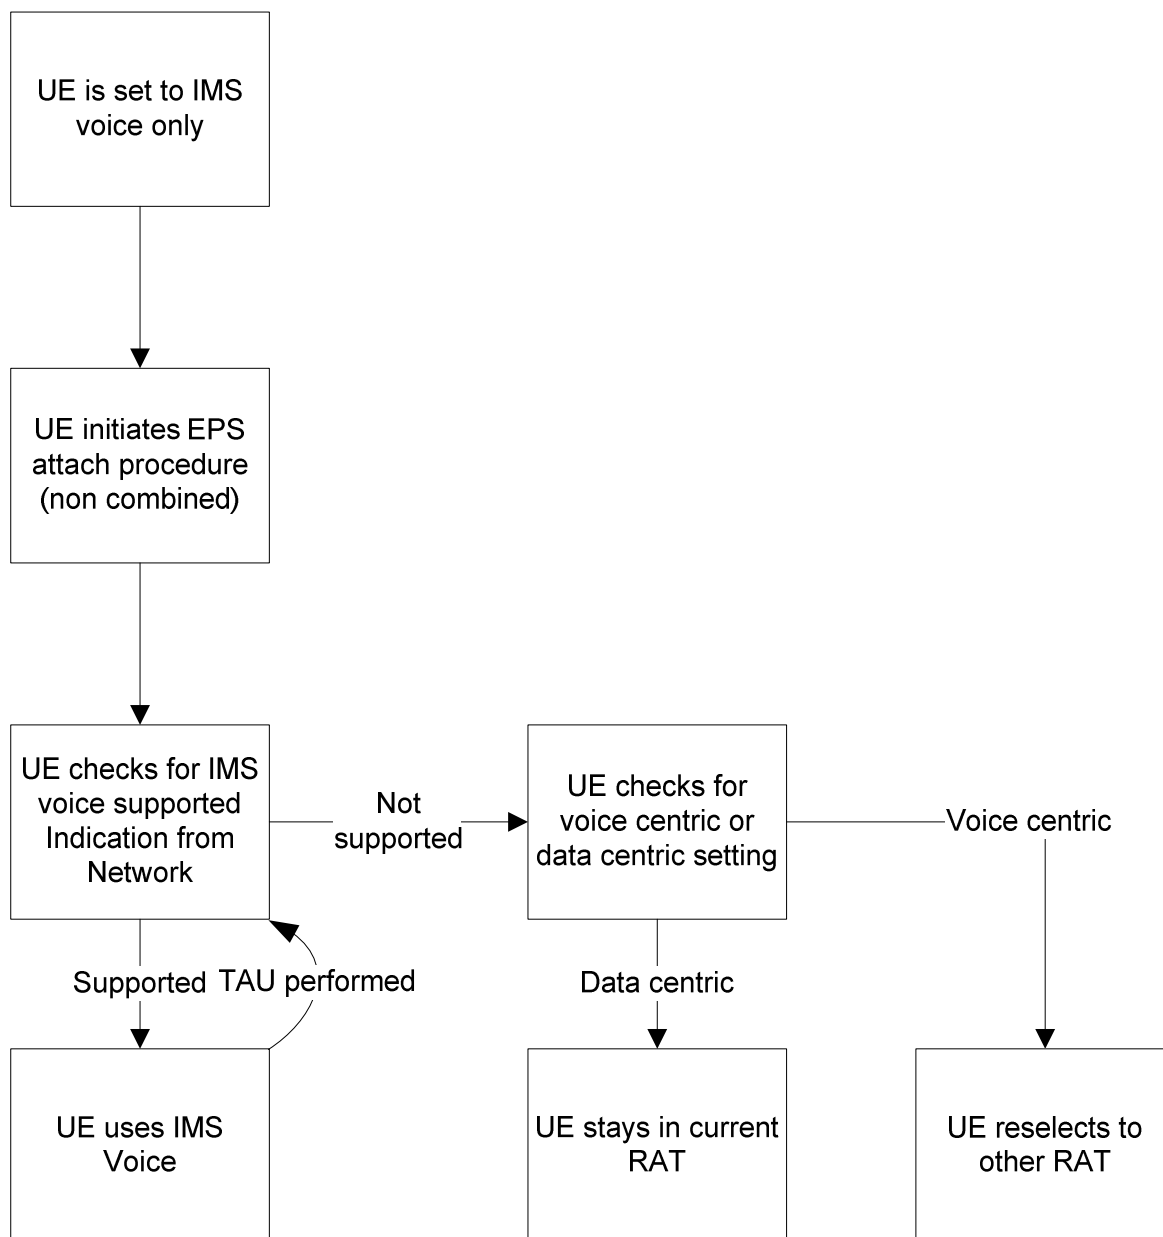 UE is set to IMS
voice only
UE initiates EPS
attach procedure
(non combined)
UE checks for IMS
voice supported
Indication from
Network
Not
supported
UE checks for
voice centric or
data centric setting
Voice centric
Supported
TAU performed
Data centric
UE uses IMS
Voice
UE stays in current
RAT
UE reselects to
other RAT